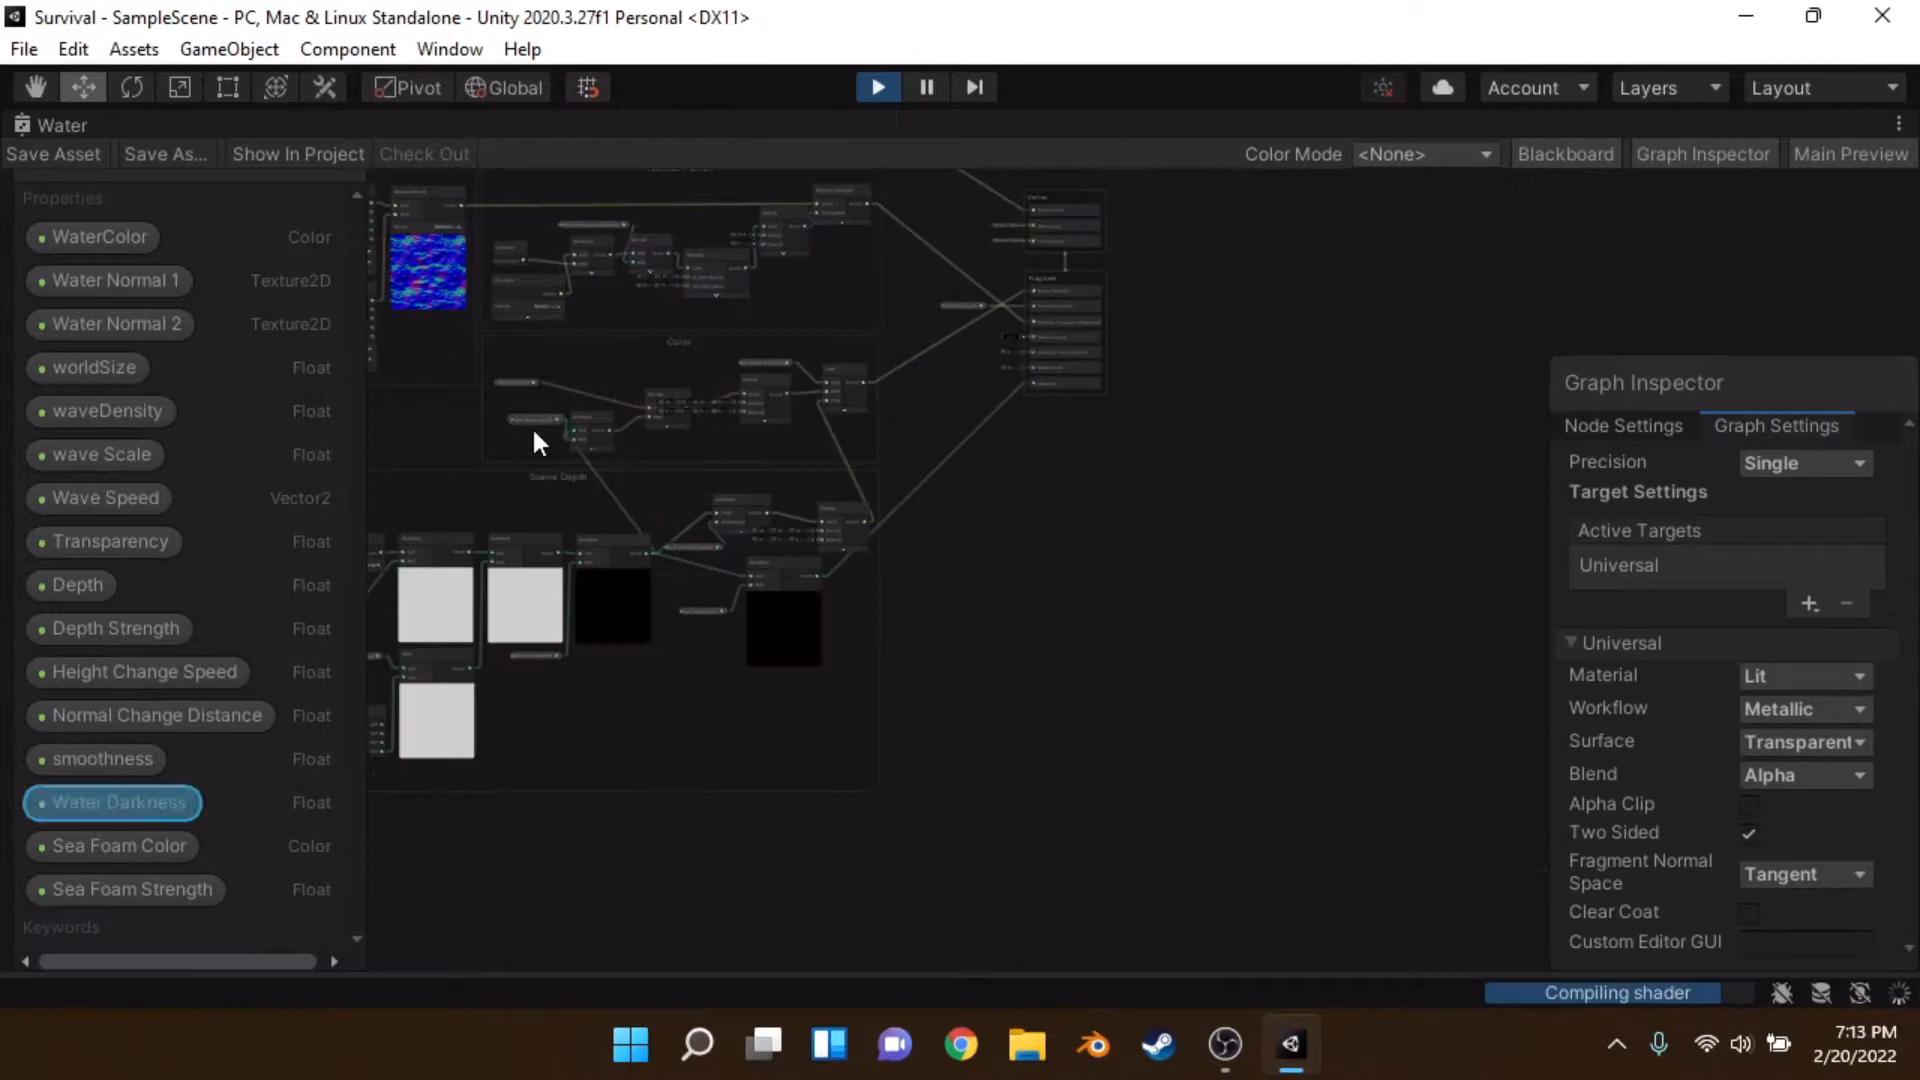 Survival - SampleScene - PC, Mac & Linux Standalone - Unity 2020.3.27f1 Personal <DX11>
File Edit Assets GameObject Component Window Help
Pivot Global Account Layers Layout
Water
Save Asset Save As... Show In Project Check Out Color Mode <None> Blackboard Graph Inspector Main Preview
Properties
WaterColor Color
Water Normal 1 Texture2D
Water Normal 2 Texture2D
worldSize Float
waveDensity Float
wave Scale Float
Wave Speed Vector2
Transparency Float
Depth Float
Depth Strength Float
Height Change Speed Float
Normal Change Distance Float
smoothness Float
Water Darkness Float
Sea Foam Color Color
Sea Foam Strength Float
Keywords
Vertex
Fragment
Color
Scene Depth
Graph Inspector
Node Settings Graph Settings
Precision Single
Target Settings
Active Targets
Universal
Universal
Material Lit
Workflow Metallic
Surface Transparent
Blend Alpha
Alpha Clip
Two Sided
Fragment Normal
Space Tangent
Clear Coat
Custom Editor GUI
Compiling shader
7:13 PM
2/20/2022